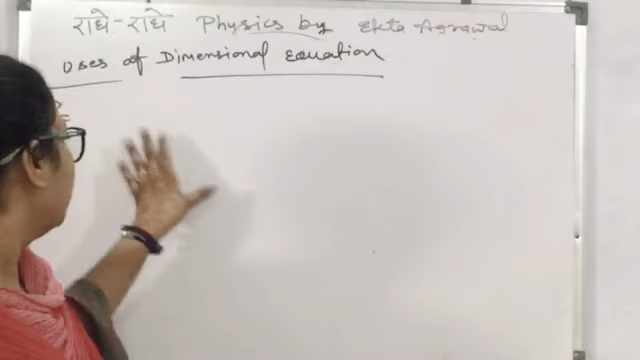 राधे-राधे Physics by Ekta Agrawal
Uses of Dimensional Equation